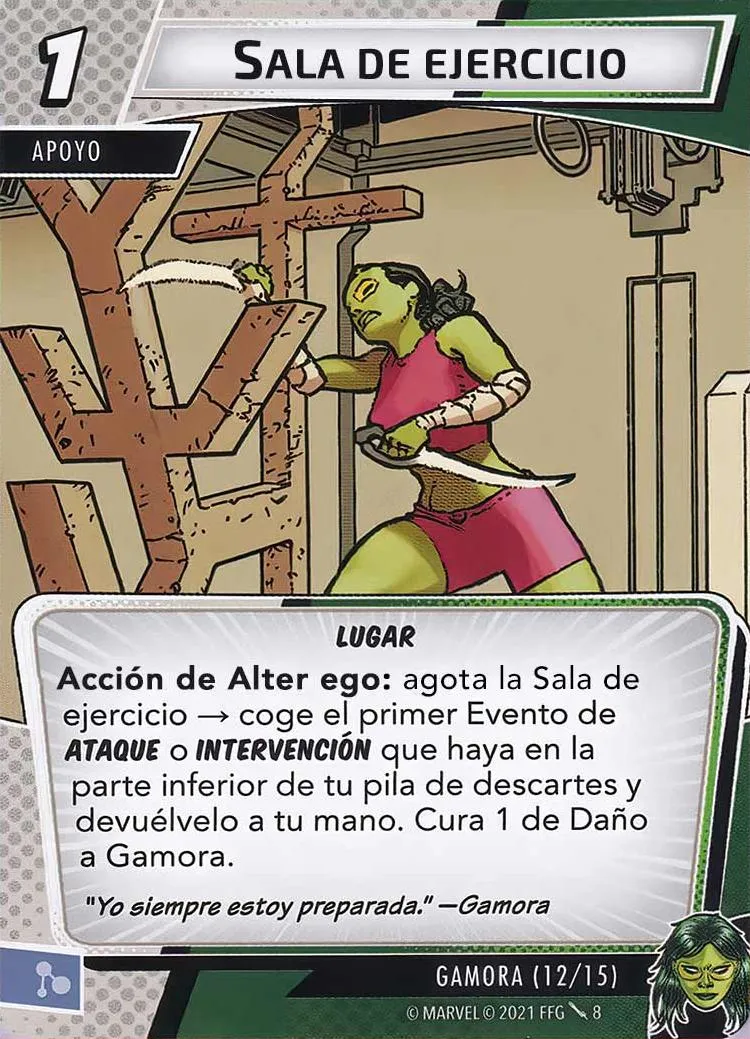 1
SALA DE EJERCICIO
APOYO
LUGAR
Acción de Alter ego: agota la Sala de
ejercicio → coge el primer Evento de
ATAQUE o INTERVENCIÓN que haya en la
parte inferior de tu pila de descartes y
devuélvelo a tu mano. Cura 1 de Daño
a Gamora.
"Yo siempre estoy preparada." —Gamora
GAMORA (12/15)
© MARVEL © 2021 FFG 8